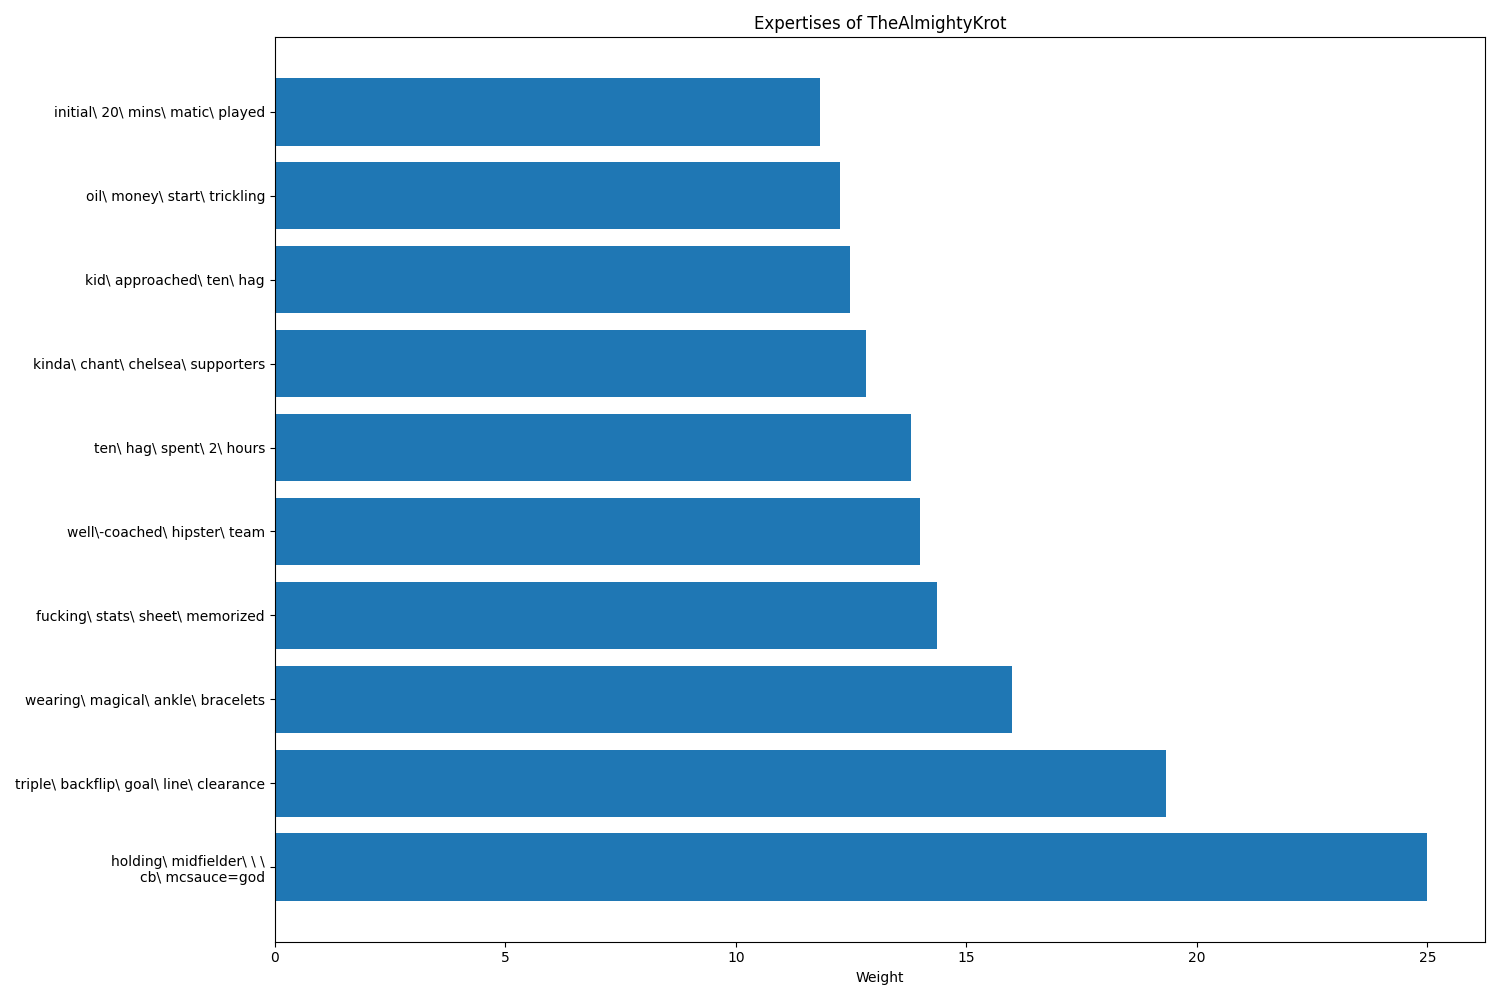 Expertises of TheAlmightyKrot
initial\ 20\ mins\ matic\ played
oil\ money\ start\ trickling
kid\ approached\ ten\ hag
kinda\ chant\ chelsea\ supporters
ten\ hag\ spent\ 2\ hours
well\-coached\ hipster\ team
fucking\ stats\ sheet\ memorized
wearing\ magical\ ankle\ bracelets
triple\ backflip\ goal\ line\ clearance
holding\ midfielder\ \ \
cb\ mcsauce=god
0 5 10 15 20 25
Weight